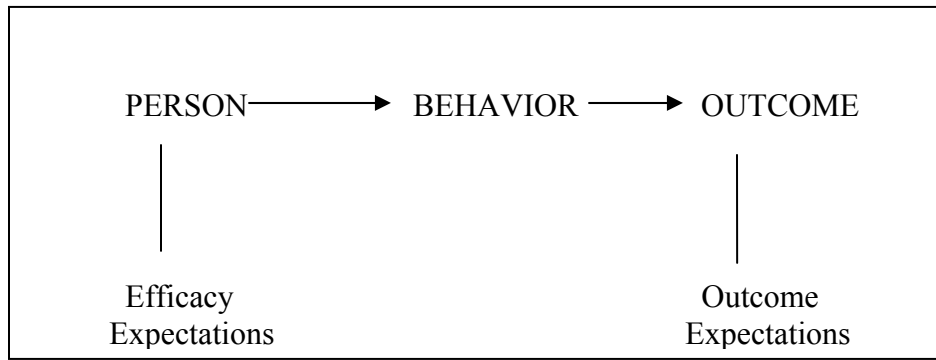 PERSON BEHAVIOR OUTCOME
Efficacy Outcome
Expectations Expectations